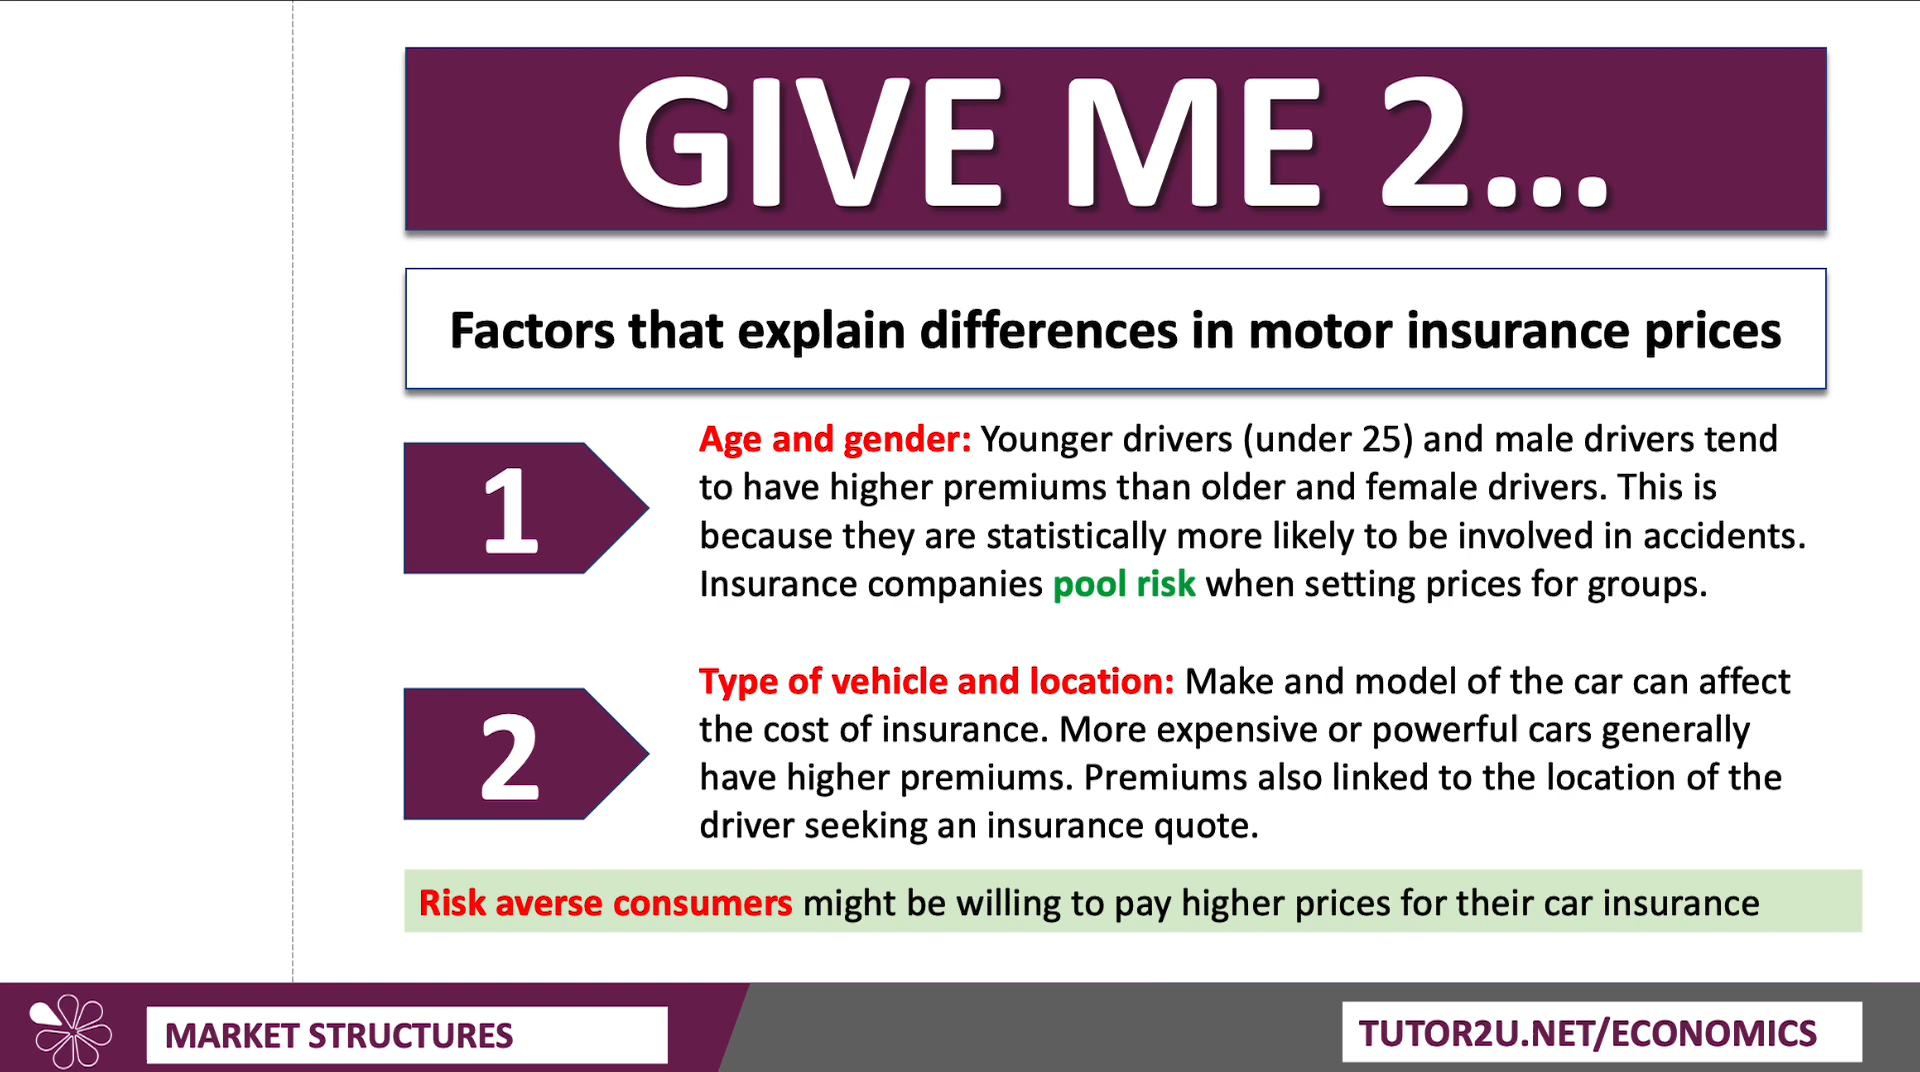 GIVE ME 2...
Factors that explain differences in motor insurance prices
1
Age and gender: Younger drivers (under 25) and male drivers tend
to have higher premiums than older and female drivers. This is
because they are statistically more likely to be involved in accidents.
Insurance companies pool risk when setting prices for groups.
2
Type of vehicle and location: Make and model of the car can affect
the cost of insurance. More expensive or powerful cars generally
have higher premiums. Premiums also linked to the location of the
driver seeking an insurance quote.
Risk averse consumers might be willing to pay higher prices for their car insurance
MARKET STRUCTURES
TUTOR2U.NET/ECONOMICS